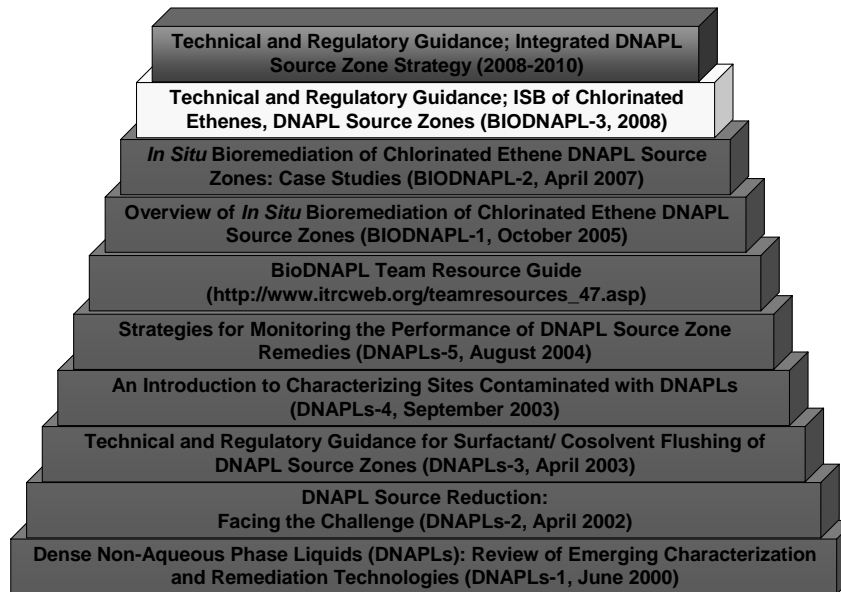 Technical and Regulatory Guidance; Integrated DNAPL
Source Zone Strategy (2008-2010)
Technical and Regulatory Guidance; ISB of Chlorinated
Ethenes, DNAPL Source Zones (BIODNAPL-3, 2008)
In Situ Bioremediation of Chlorinated Ethene DNAPL Source
Zones: Case Studies (BIODNAPL-2, April 2007)
Overview of In Situ Bioremediation of Chlorinated Ethene DNAPL
Source Zones (BIODNAPL-1, October 2005)
BioDNAPL Team Resource Guide
(http://www.itrcweb.org/teamresources_47.asp)
Strategies for Monitoring the Performance of DNAPL Source Zone
Remedies (DNAPLs-5, August 2004)
An Introduction to Characterizing Sites Contaminated with DNAPLs
(DNAPLs-4, September 2003)
Technical and Regulatory Guidance for Surfactant/ Cosolvent Flushing of
DNAPL Source Zones (DNAPLs-3, April 2003)
DNAPL Source Reduction:
Facing the Challenge (DNAPLs-2, April 2002)
Dense Non-Aqueous Phase Liquids (DNAPLs): Review of Emerging Characterization
and Remediation Technologies (DNAPLs-1, June 2000)